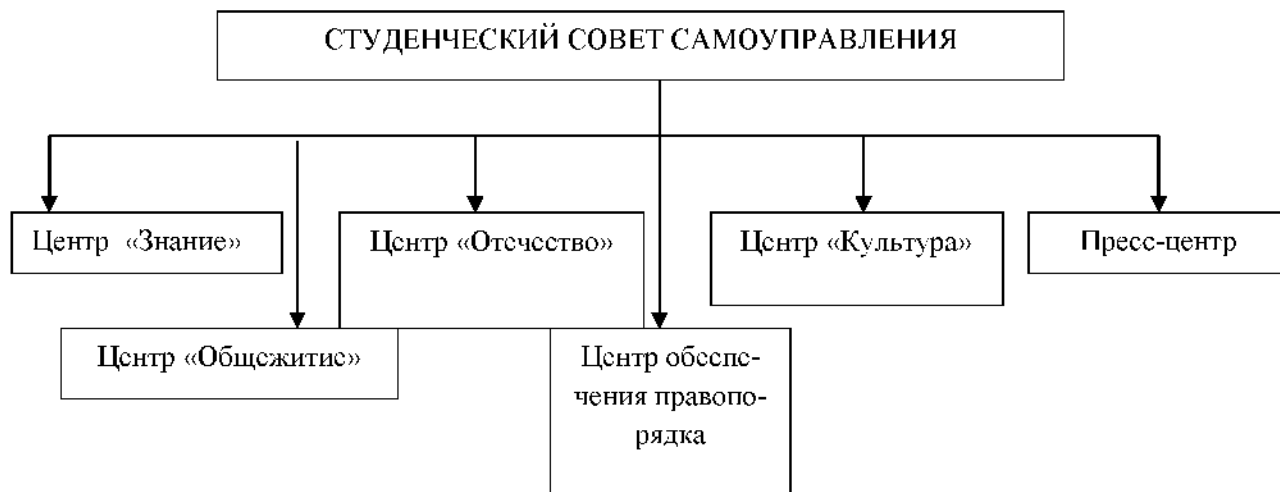 СТУДЕНЧЕСКИЙ СОВЕТ САМОУПРАВЛЕНИЯ
Центр «Знание»
Центр «Отечество»
Центр «Культура»
Пресс-центр
Центр «Общежитие»
Центр обеспе-
чения правопо-
рядка